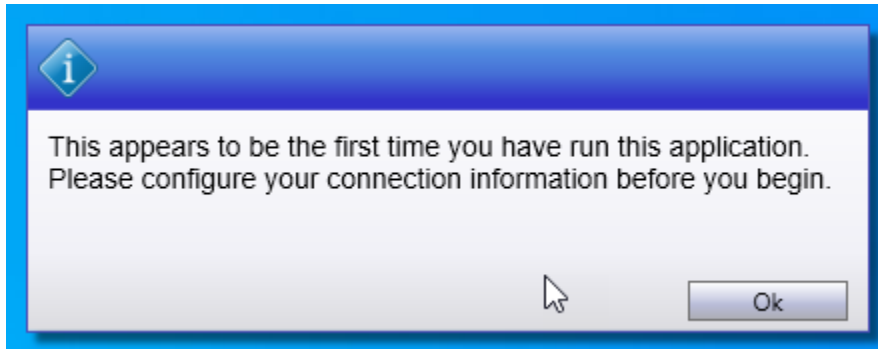 This appears to be the first time you have run this application.
Please configure your connection information before you begin.
Ok